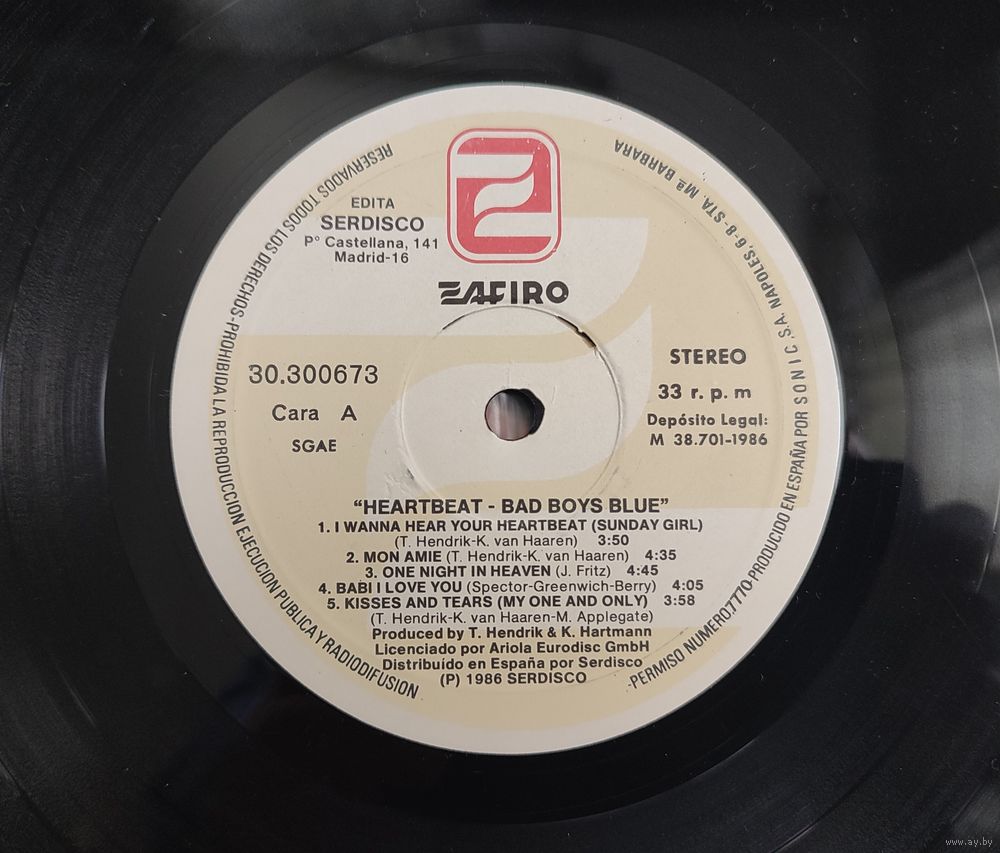 EDITA
SERDISCO
Pº Castellana, 141
Madrid-16
ZAFIRO
30.300673
Cara A
SGAE
STEREO
33 r. p. m
Depósito Legal:
M 38.701-1986
"HEARTBEAT - BAD BOYS BLUE"
1. I WANNA HEAR YOUR HEARTBEAT (SUNDAY GIRL)
(T. Hendrik-K. van Haaren) 3:50
2. MON AMIE (T. Hendrik-K. van Haaren) 4:35
3. ONE NIGHT IN HEAVEN (J. Fritz) 4:45
4. BABI I LOVE YOU (Spector-Greenwich-Berry) 4:05
5. KISSES AND TEARS (MY ONE AND ONLY) 3:58
(T. Hendrik-K. van Haaren-M. Applegate)
Produced by T. Hendrik & K. Hartmann
Licenciado por Ariola Eurodisc GmbH
Distribuído en España por Serdisco
(P) 1986 SERDISCO
RESERVADOS TODOS LOS DERECHOS-PROHIBIDA LA REPRODUCCION EJECUCION PUBLICA Y RADIODIFUSION
PERMISO NUMERO 7770-PRODUCIDO EN ESPAÑA POR SONIC S.A. NAPOLES, 6-8-STA. Mª BARBARA
www.ay.by